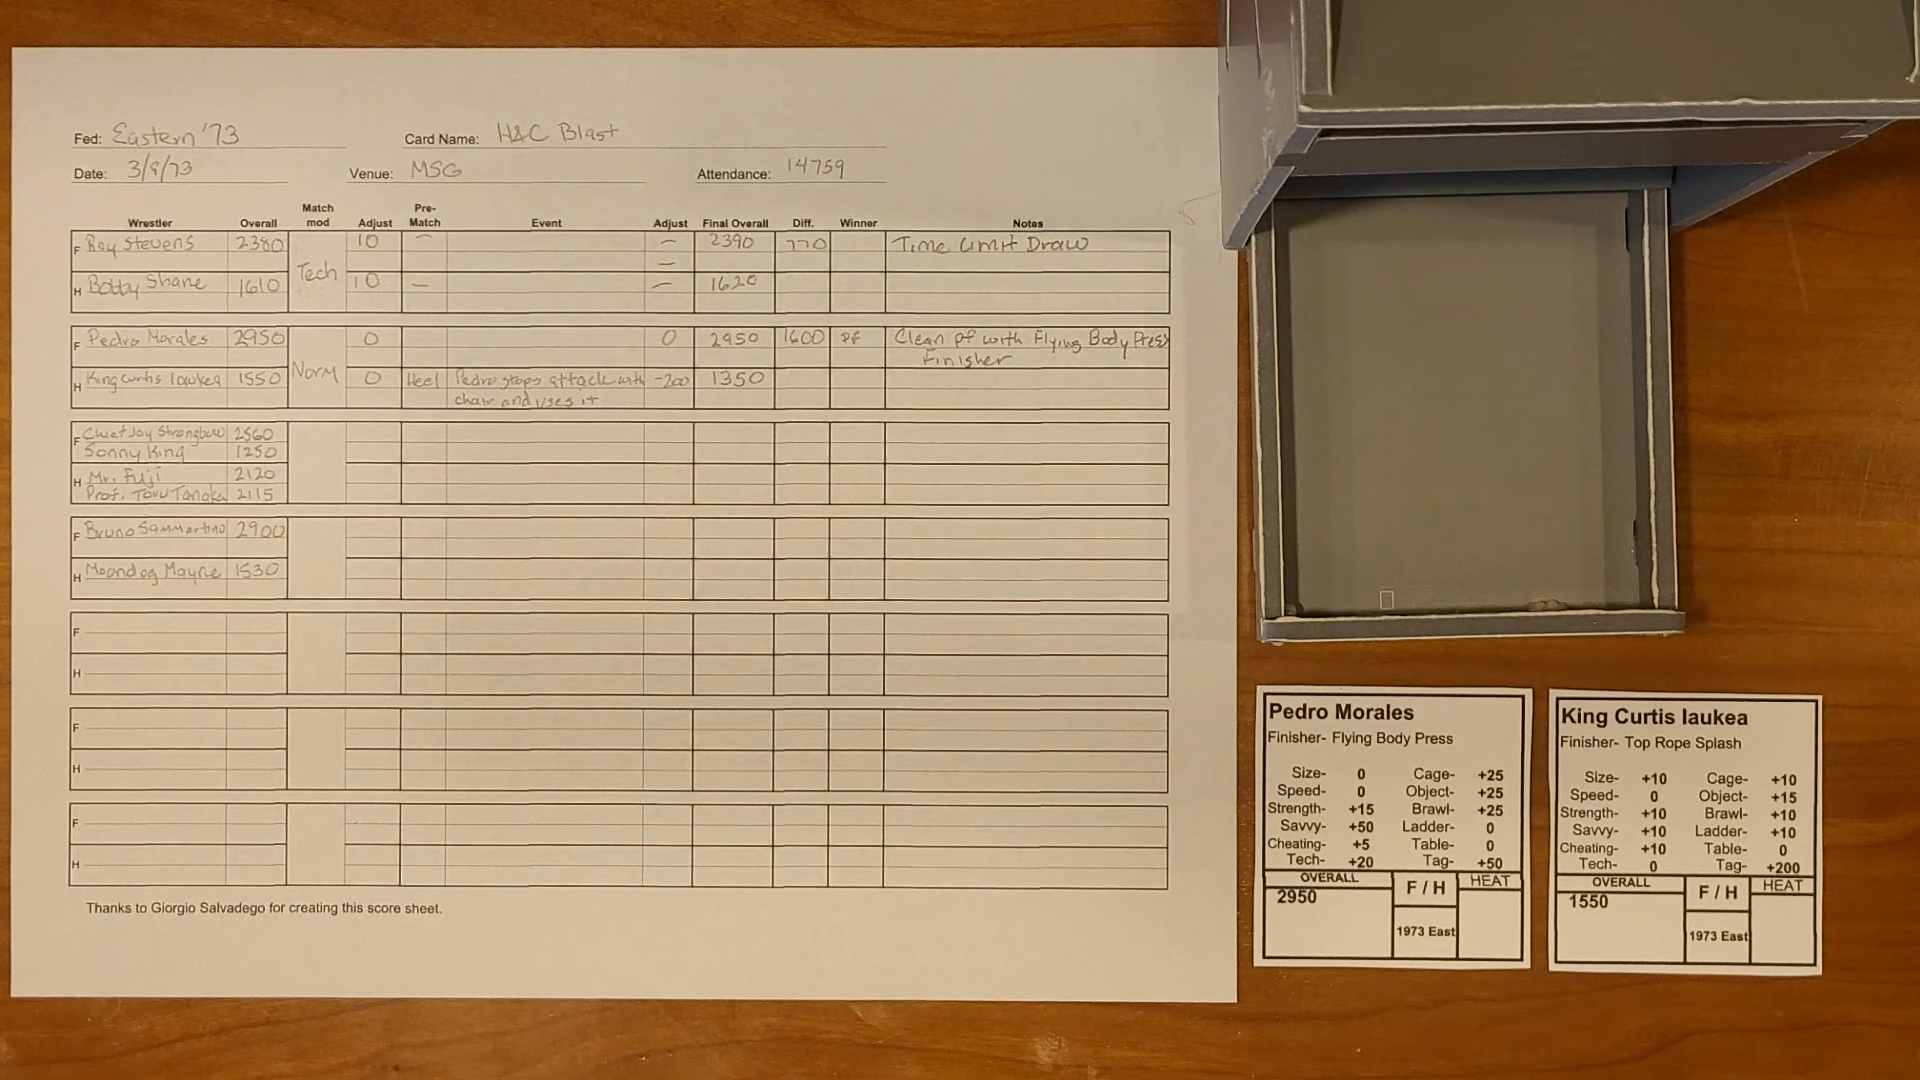 Fed: Eastern '73 Card Name: H&C Blast
Date: 3/9/73 Venue: MSG Attendance: 14759
Wrestler Overall Match mod Adjust Pre-Match Event Adjust Final Overall Diff. Winner Notes
F Ray Stevens 2380 Tech 10 — — 2390 770 Time Limit Draw
—
H Bobby Shane 1610 10 — — 1620
F Pedro Morales 2950 Norm 0 0 2950 1600 PF Clean pf with Flying Body Press
Finisher
H King Curtis Iaukea 1550 0 Heel Pedro stops attack with -200 1350
chair and uses it
F Chief Jay Strongbow 2560
Sonny King 1250
H Mr. Fuji 2120
Prof. Toru Tanaka 2115
F Bruno Sammartino 2900
H Moondog Mayne 1530
F
H
F
H
F
H
Thanks to Giorgio Salvadego for creating this score sheet.
Pedro Morales
Finisher- Flying Body Press
Size- 0 Cage- +25
Speed- 0 Object- +25
Strength- +15 Brawl- +25
Savvy- +50 Ladder- 0
Cheating- +5 Table- 0
Tech- +20 Tag- +50
OVERALL F / H HEAT
2950
1973 East
King Curtis Iaukea
Finisher- Top Rope Splash
Size- +10 Cage- +10
Speed- 0 Object- +15
Strength- +10 Brawl- +10
Savvy- +10 Ladder- +10
Cheating- +10 Table- 0
Tech- 0 Tag- +200
OVERALL F / H HEAT
1550
1973 East